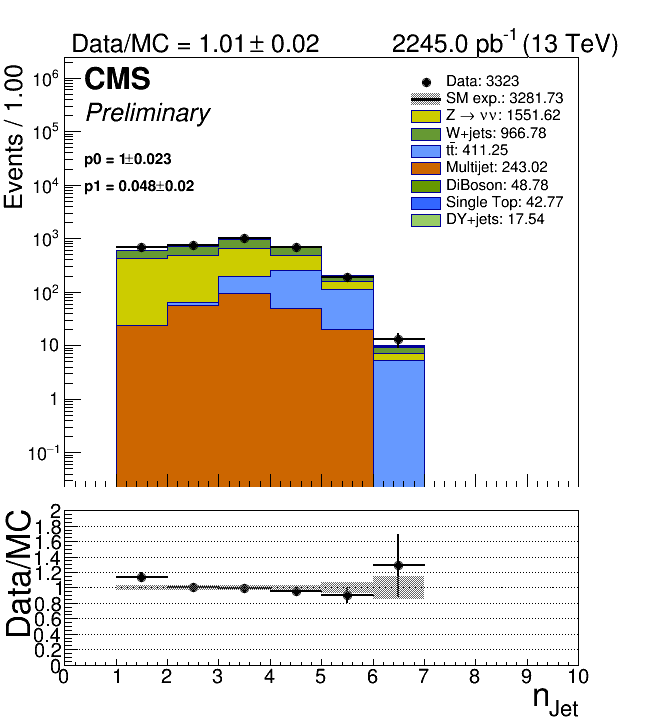 Data/MC = 1.01± 0.02
2245.0 pb⁻¹ (13 TeV)
Events / 1.00
CMS
Preliminary
p0 = 1±0.023
p1 = 0.048±0.02
Data: 3323
SM exp.: 3281.73
Z → νν: 1551.62
W+jets: 966.78
tt̄: 411.25
Multijet: 243.02
DiBoson: 48.78
Single Top: 42.77
DY+jets: 17.54
10⁶
10⁵
10⁴
10³
10²
10
1
10⁻¹
Data/MC
2
1.8
1.6
1.4
1.2
1
0.8
0.6
0.4
0.2
0
0 1 2 3 4 5 6 7 8 9 10
n_Jet